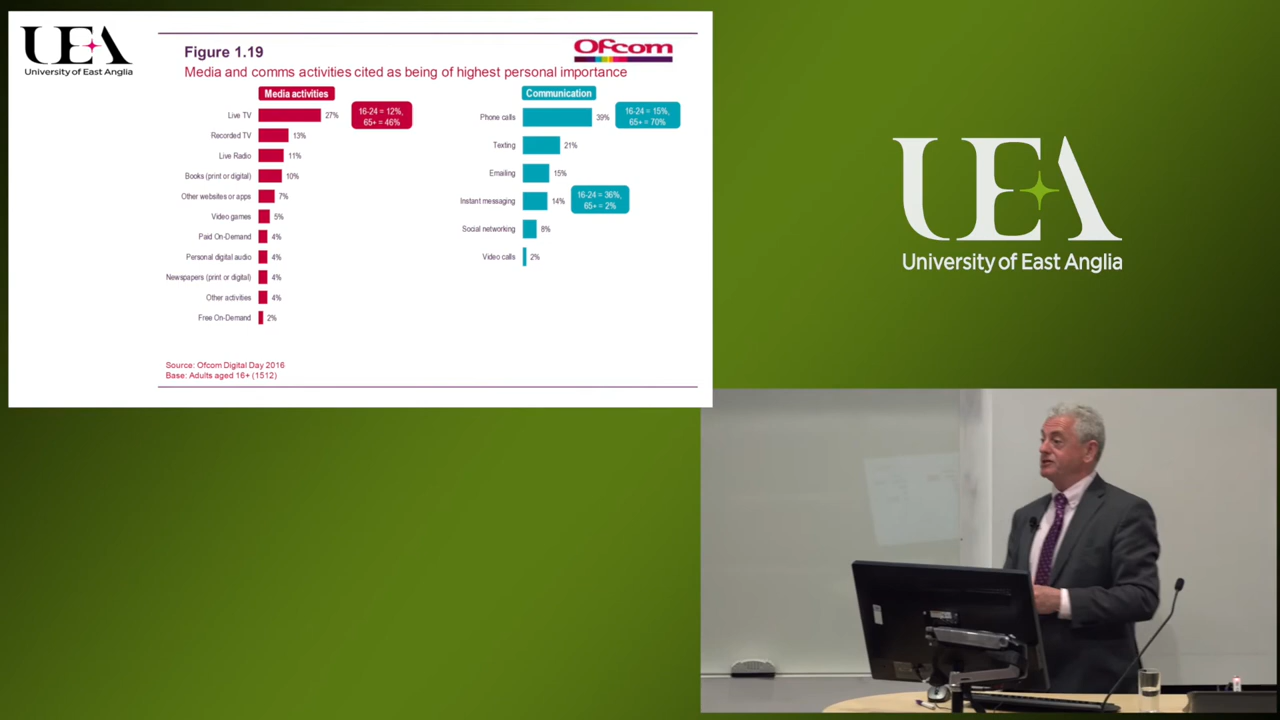 UEA
University of East Anglia
Figure 1.19
Ofcom
Media and comms activities cited as being of highest personal importance
Media activities
Live TV 27%
16-24 = 12%,
65+ = 46%
Recorded TV 13%
Live Radio 11%
Books (print or digital) 10%
Other websites or apps 7%
Video games 5%
Paid On-Demand 4%
Personal digital audio 4%
Newspapers (print or digital) 4%
Other activities 4%
Free On-Demand 2%
Communication
Phone calls 39%
16-24 = 15%,
65+ = 70%
Texting 21%
Emailing 15%
Instant messaging 14%
16-24 = 36%,
65+ = 2%
Social networking 8%
Video calls 2%
Source: Ofcom Digital Day 2016
Base: Adults aged 16+ (1512)
UEA
University of East Anglia